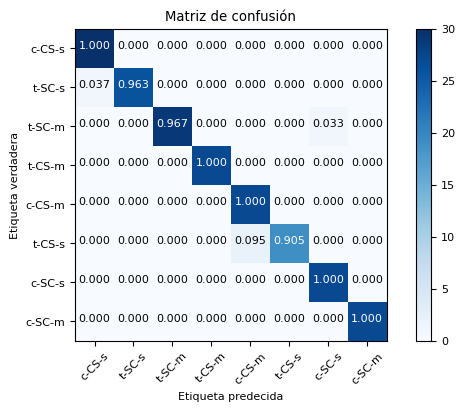 Matriz de confusión
Etiqueta verdadera
c-CS-s 1.000 0.000 0.000 0.000 0.000 0.000 0.000 0.000
t-SC-s 0.037 0.963 0.000 0.000 0.000 0.000 0.000 0.000
t-SC-m 0.000 0.000 0.967 0.000 0.000 0.000 0.033 0.000
t-CS-m 0.000 0.000 0.000 1.000 0.000 0.000 0.000 0.000
c-CS-m 0.000 0.000 0.000 0.000 1.000 0.000 0.000 0.000
t-CS-s 0.000 0.000 0.000 0.000 0.095 0.905 0.000 0.000
c-SC-s 0.000 0.000 0.000 0.000 0.000 0.000 1.000 0.000
c-SC-m 0.000 0.000 0.000 0.000 0.000 0.000 0.000 1.000
c-CS-s t-SC-s t-SC-m t-CS-m c-CS-m t-CS-s c-SC-s c-SC-m
Etiqueta predecida
30
25
20
15
10
5
0